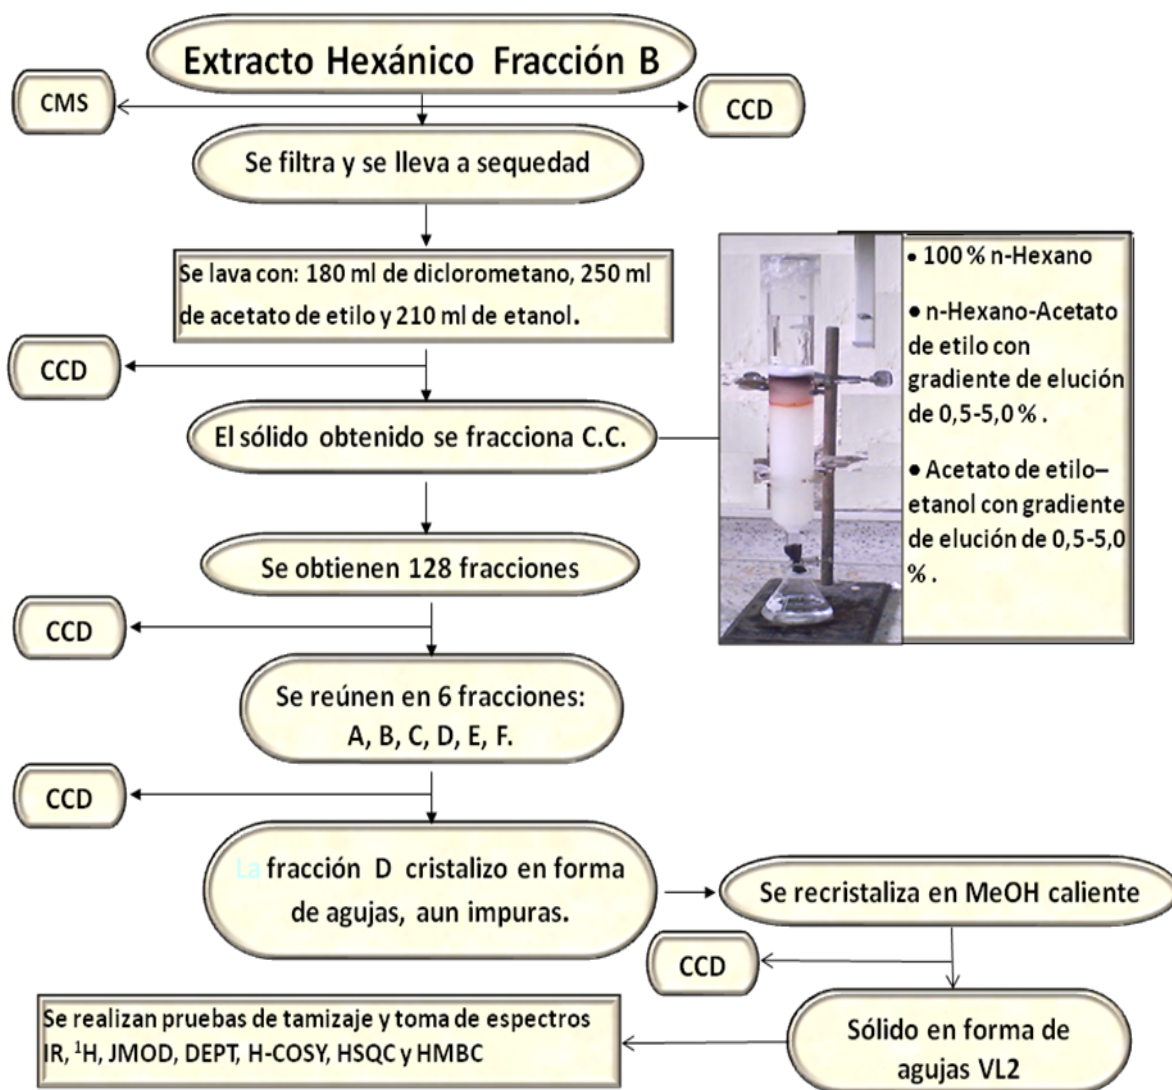 Extracto Hexánico Fracción B
CMS
CCD
Se filtra y se lleva a sequedad
Se lava con: 180 ml de diclorometano, 250 ml
de acetato de etilo y 210 ml de etanol.
CCD
El sólido obtenido se fracciona C.C.
• 100 % n-Hexano
• n-Hexano-Acetato
de etilo con
gradiente de elución
de 0,5-5,0 % .
• Acetato de etilo–
etanol con gradiente
de elución de 0,5-5,0
% .
Se obtienen 128 fracciones
CCD
Se reúnen en 6 fracciones:
A, B, C, D, E, F.
CCD
La fracción D cristalizo en forma
de agujas, aun impuras.
Se recristaliza en MeOH caliente
CCD
Sólido en forma de
agujas VL2
Se realizan pruebas de tamizaje y toma de espectros
IR, ¹H, JMOD, DEPT, H-COSY, HSQC y HMBC